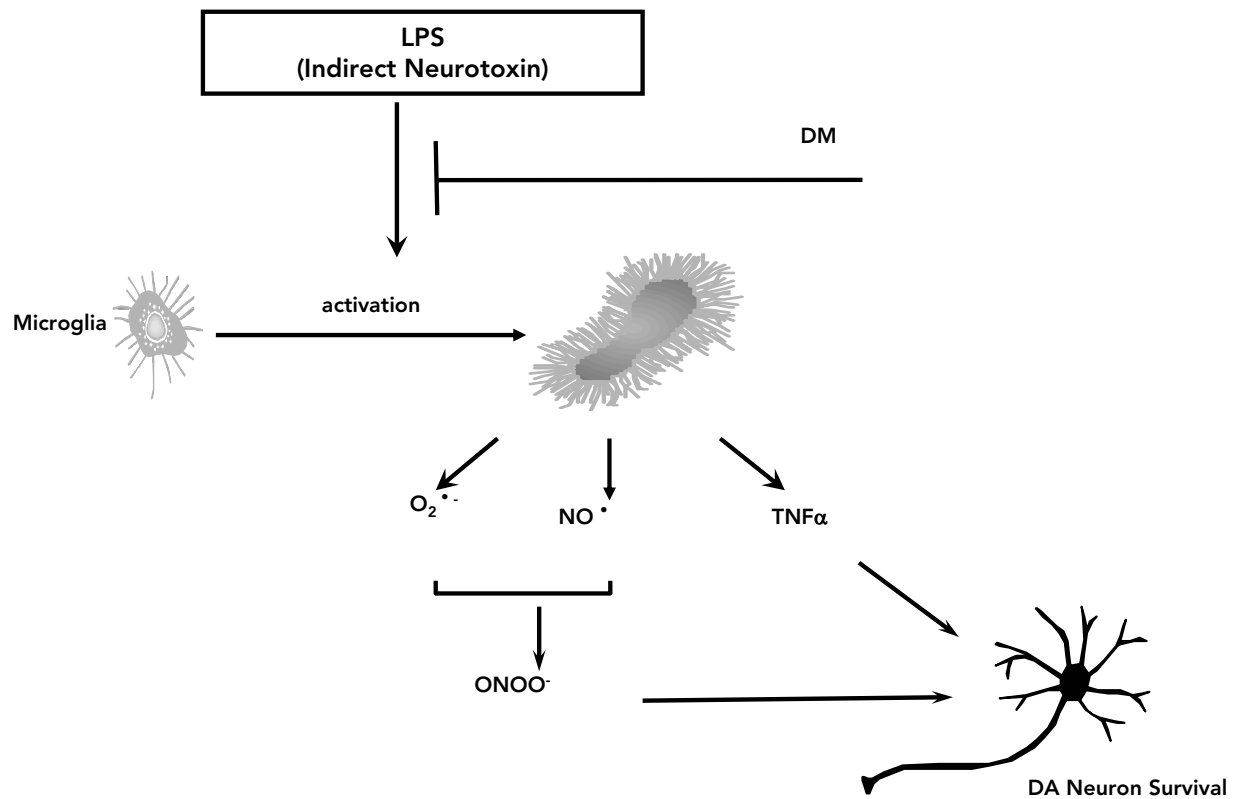 LPS
(Indirect Neurotoxin)
DM
activation
Microglia
O₂•-
NO•
TNFα
ONOO-
DA Neuron Survival